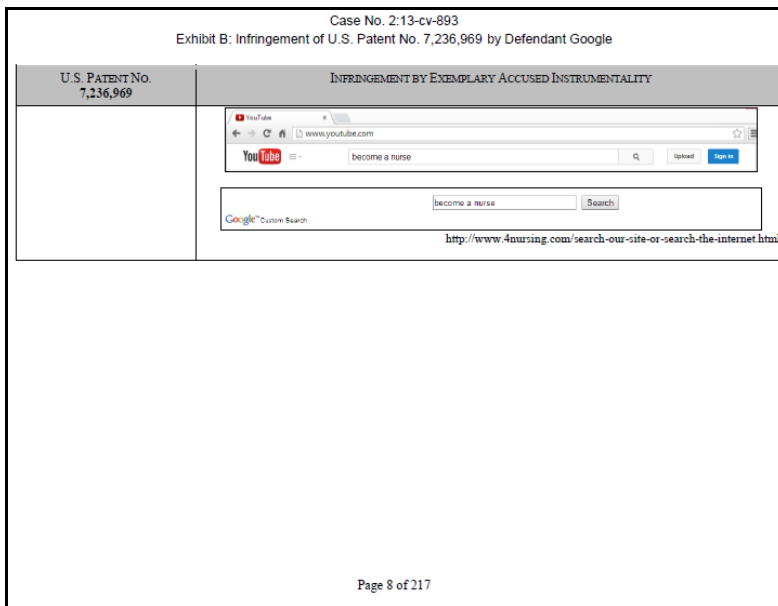 Case No. 2:13-cv-893
Exhibit B: Infringement of U.S. Patent No. 7,236,969 by Defendant Google
U.S. PATENT NO.
7,236,969
INFRINGEMENT BY EXEMPLARY ACCUSED INSTRUMENTALITY
YouTube
www.youtube.com
YouTube
become a nurse
Upload
Sign in
become a nurse
Search
Google™ Custom Search
http://www.4nursing.com/search-our-site-or-search-the-internet.html
Page 8 of 217